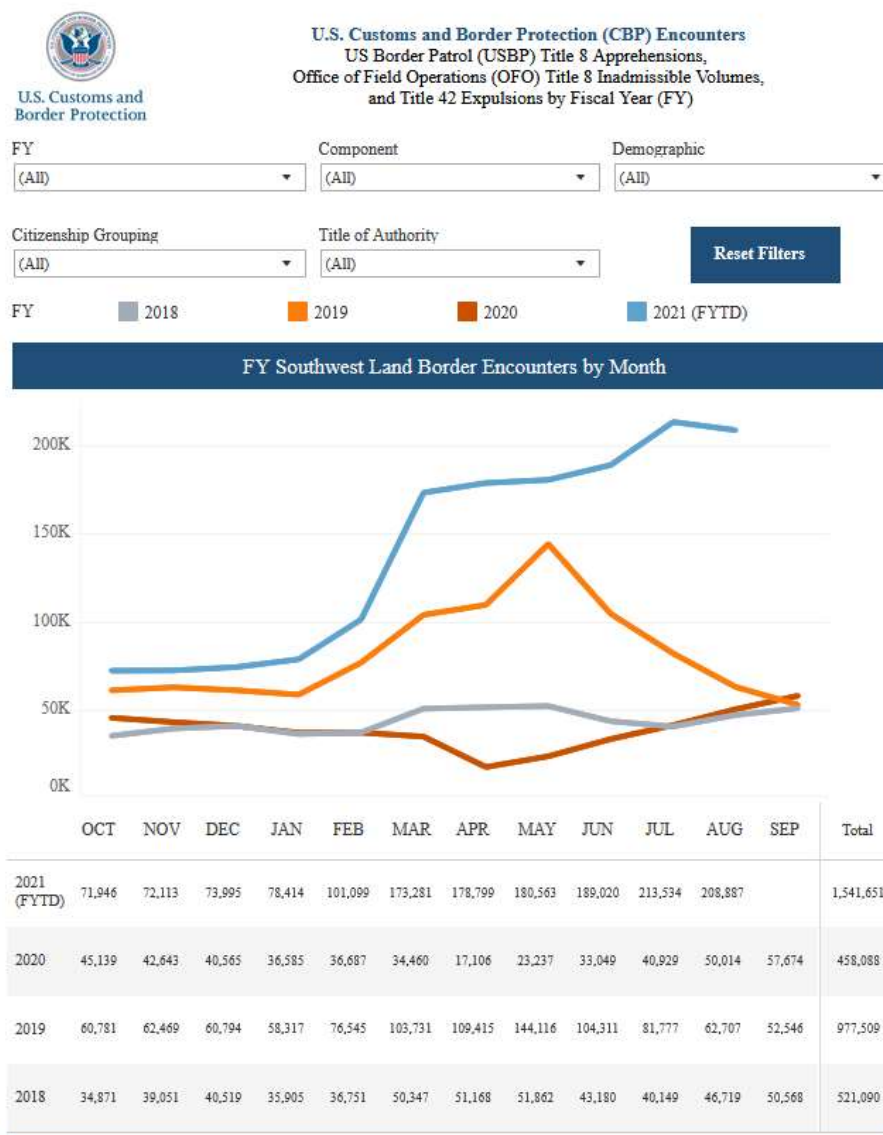 U.S. Customs and Border Protection (CBP) Encounters
US Border Patrol (USBP) Title 8 Apprehensions,
Office of Field Operations (OFO) Title 8 Inadmissible Volumes,
and Title 42 Expulsions by Fiscal Year (FY)
U.S. Customs and
Border Protection
FY Component Demographic
(All) (All) (All)
Citizenship Grouping Title of Authority
(All) (All)
Reset Filters
FY 2018 2019 2020 2021 (FYTD)
FY Southwest Land Border Encounters by Month
200K
150K
100K
50K
0K
OCT NOV DEC JAN FEB MAR APR MAY JUN JUL AUG SEP Total
2021
(FYTD) 71,946 72,113 73,995 78,414 101,099 173,281 178,799 180,563 189,020 213,534 208,887 1,541,651
2020 45,139 42,643 40,565 36,585 36,687 34,460 17,106 23,237 33,049 40,929 50,014 57,674 458,088
2019 60,781 62,469 60,794 58,317 76,545 103,731 109,415 144,116 104,311 81,777 62,707 52,546 977,509
2018 34,871 39,051 40,519 35,905 36,751 50,347 51,168 51,862 43,180 40,149 46,719 50,568 521,090